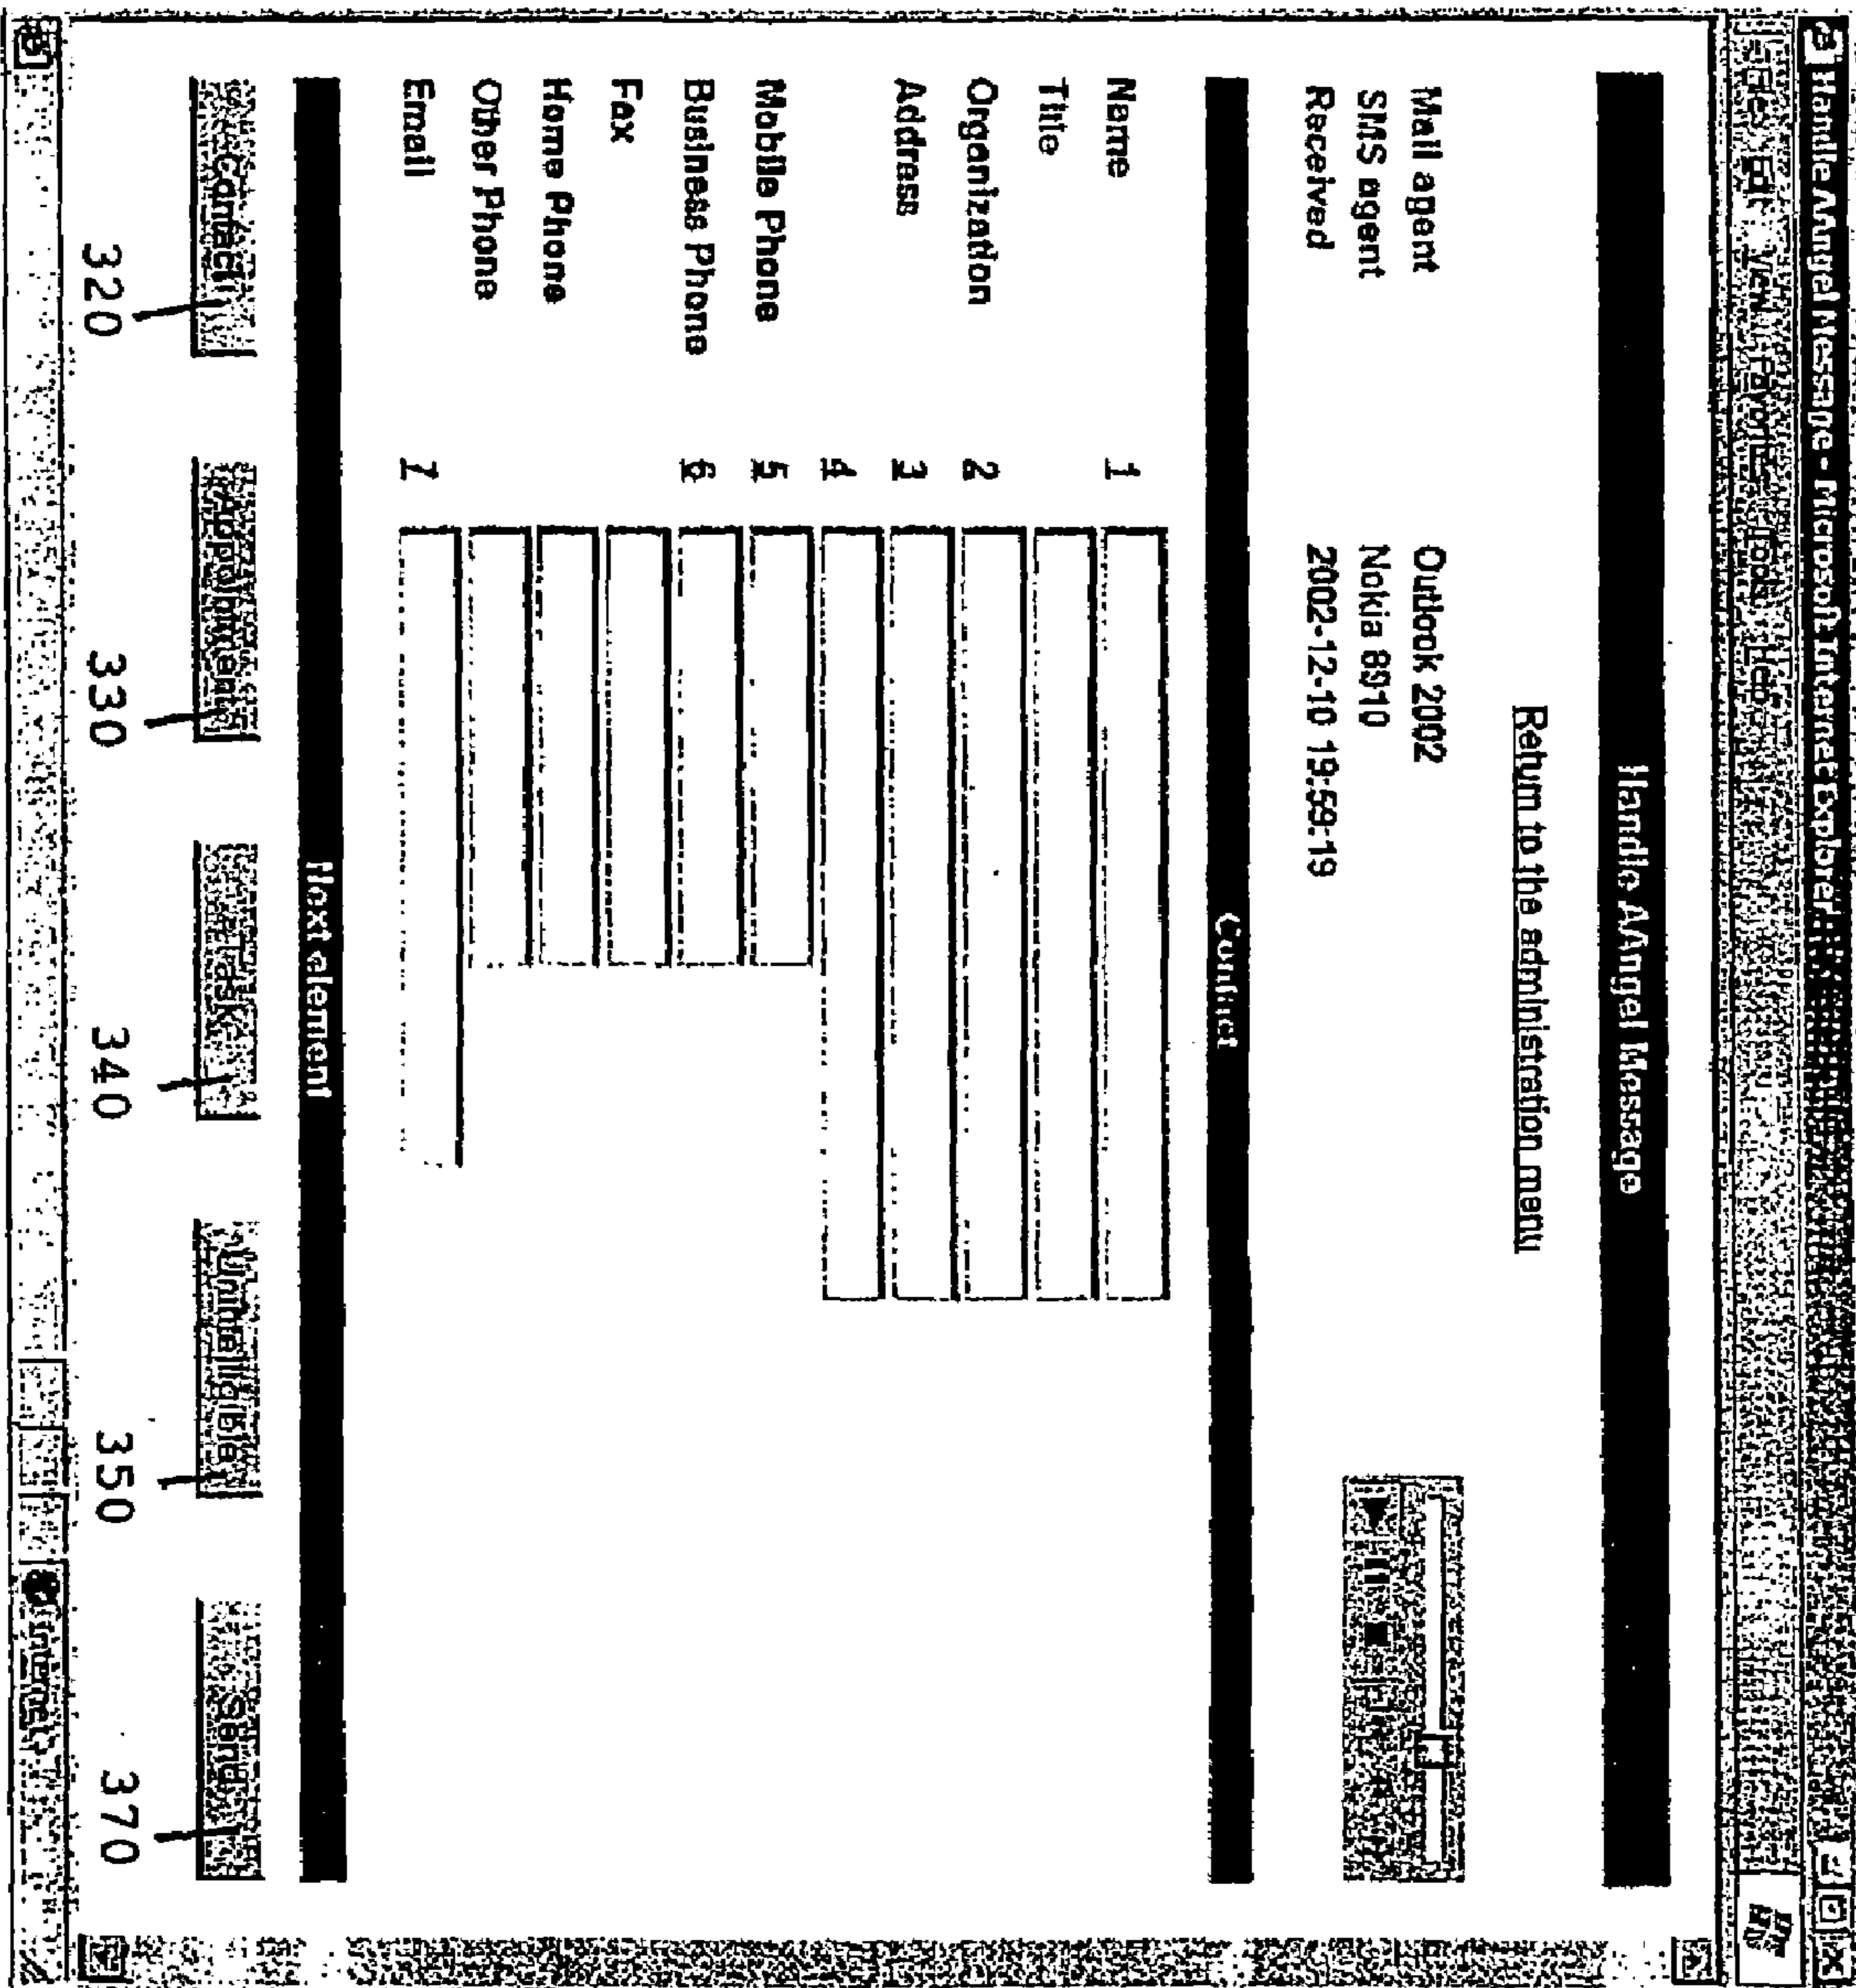 Handle AAngel Message - Microsoft Internet Explorer
File Edit View Favorites Tools Help
Handle AAngel Message
Return to the administration menu
Mail agent Outlook 2002
SMS agent Nokia 8910
Received 2002-12-10 19:59:19
Contact
Name 1
Title
Organization 2
Address 3
4
Mobile Phone 5
Business Phone 6
Fax
Home Phone
Other Phone
Email 7
Next element
Contact Appointment Task Unintelligible Send
320 330 340 350 370
Internet